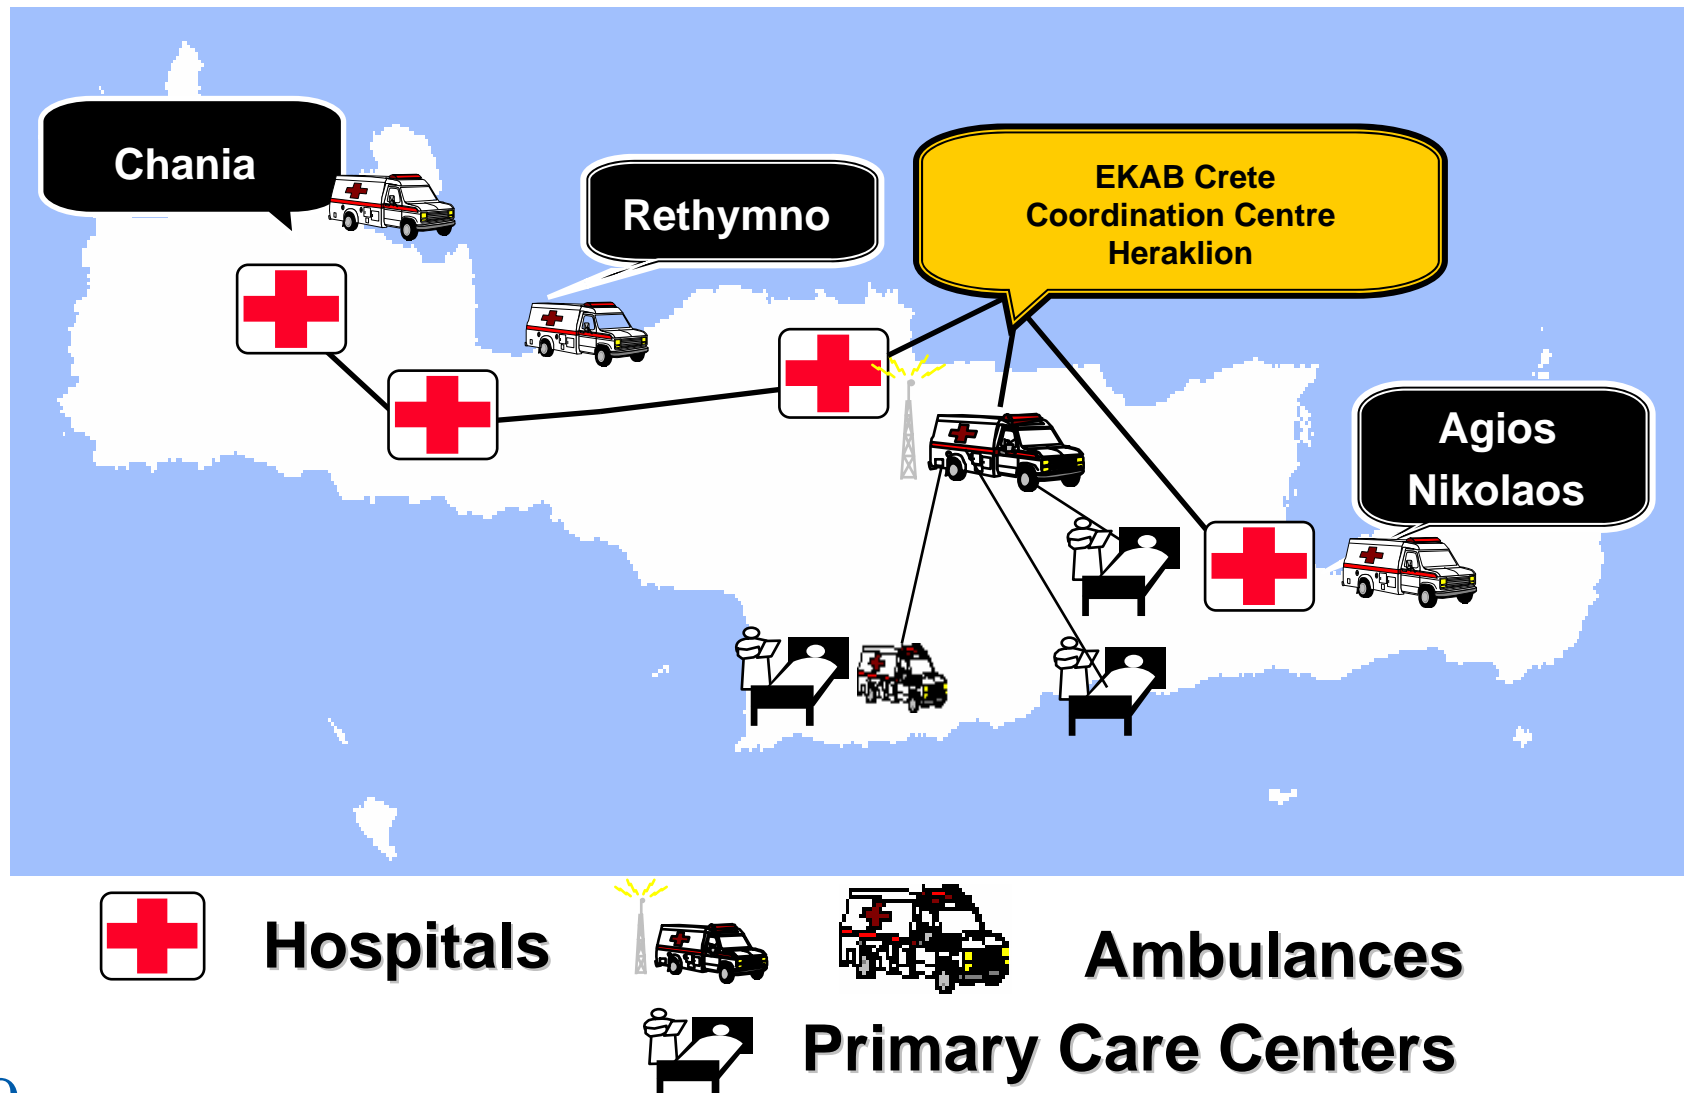 Chania
Rethymno
EKAB Crete
Coordination Centre
Heraklion
Agios
Nikolaos
Hospitals
Ambulances
Primary Care Centers